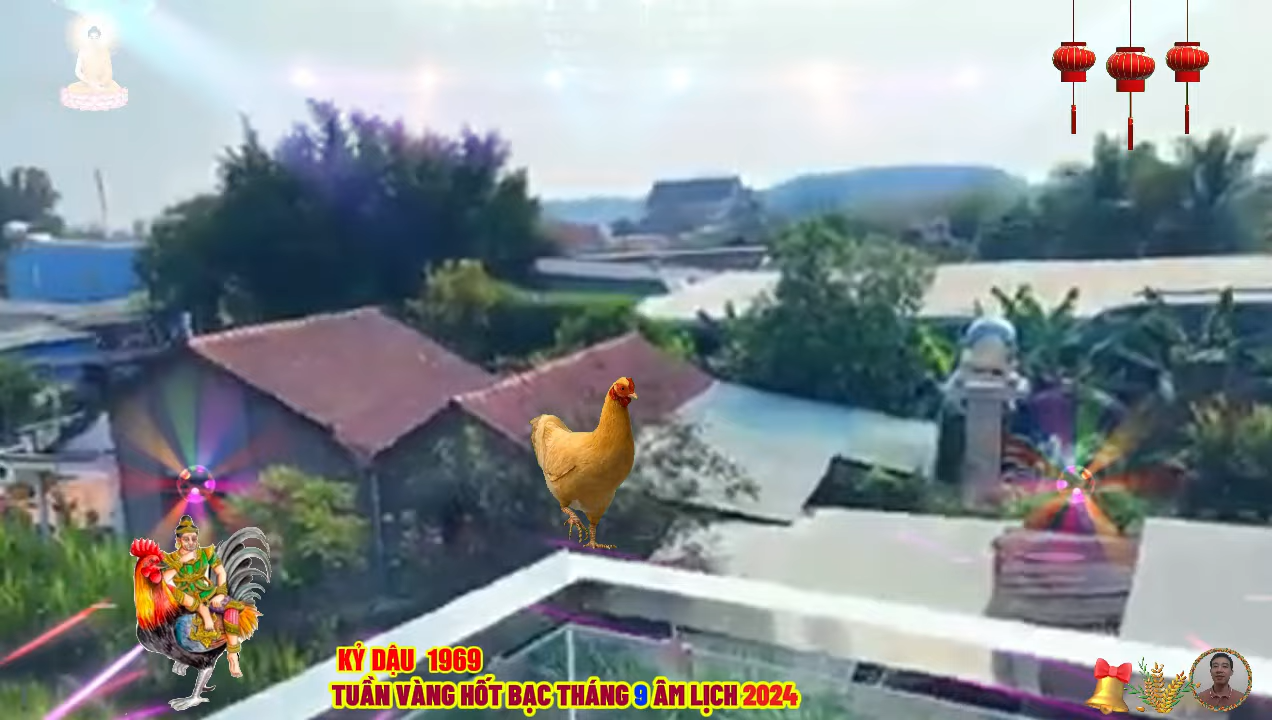 KỶ DẬU 1969
TUẦN VÀNG HỐT BẠC THÁNG 9 ÂM LỊCH 2024